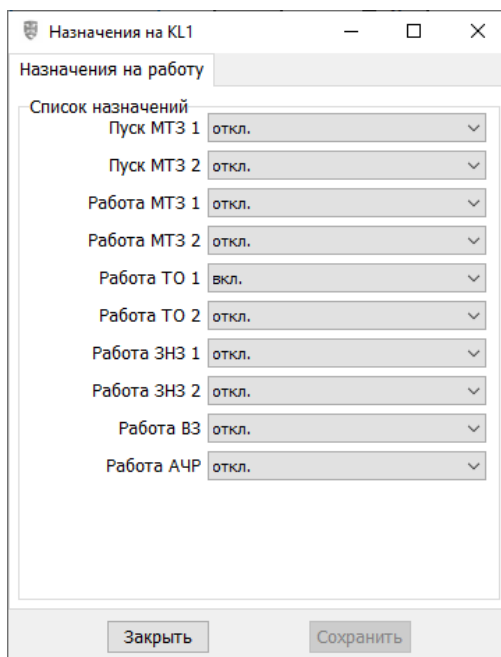 Назначения на KL1
Назначения на работу
Список назначений
Пуск МТЗ 1 откл.
Пуск МТЗ 2 откл.
Работа МТЗ 1 откл.
Работа МТЗ 2 откл.
Работа ТО 1 вкл.
Работа ТО 2 откл.
Работа ЗНЗ 1 откл.
Работа ЗНЗ 2 откл.
Работа ВЗ откл.
Работа АЧР откл.
Закрыть Сохранить